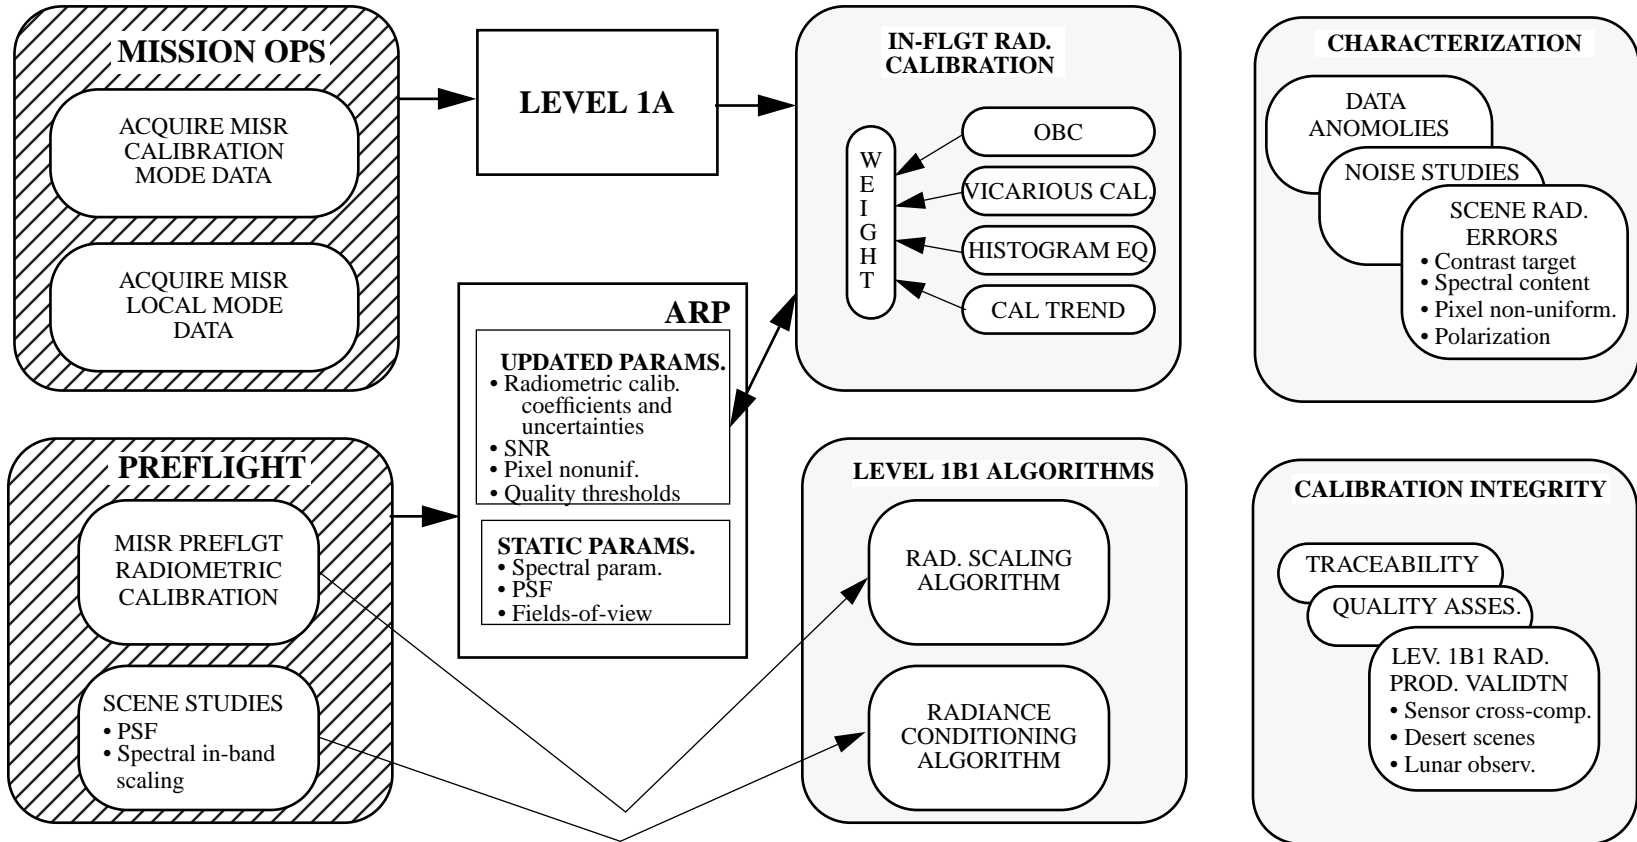 MISSION OPS
ACQUIRE MISR
CALIBRATION
MODE DATA
ACQUIRE MISR
LOCAL MODE
DATA
LEVEL 1A
IN-FLGT RAD.
CALIBRATION
W
E
I
G
H
T
OBC
VICARIOUS CAL.
HISTOGRAM EQ.
CAL TREND
CHARACTERIZATION
DATA
ANOMOLIES
NOISE STUDIES
SCENE RAD.
ERRORS
• Contrast target
• Spectral content
• Pixel non-uniform.
• Polarization
ARP
UPDATED PARAMS.
• Radiometric calib.
coefficients and
uncertainties
• SNR
• Pixel nonunif.
• Quality thresholds
STATIC PARAMS.
• Spectral param.
• PSF
• Fields-of-view
PREFLIGHT
MISR PREFLGT
RADIOMETRIC
CALIBRATION
SCENE STUDIES
• PSF
• Spectral in-band
scaling
LEVEL 1B1 ALGORITHMS
RAD. SCALING
ALGORITHM
RADIANCE
CONDITIONING
ALGORITHM
CALIBRATION INTEGRITY
TRACEABILITY
QUALITY ASSES.
LEV. 1B1 RAD.
PROD. VALIDTN
• Sensor cross-comp.
• Desert scenes
• Lunar observ.